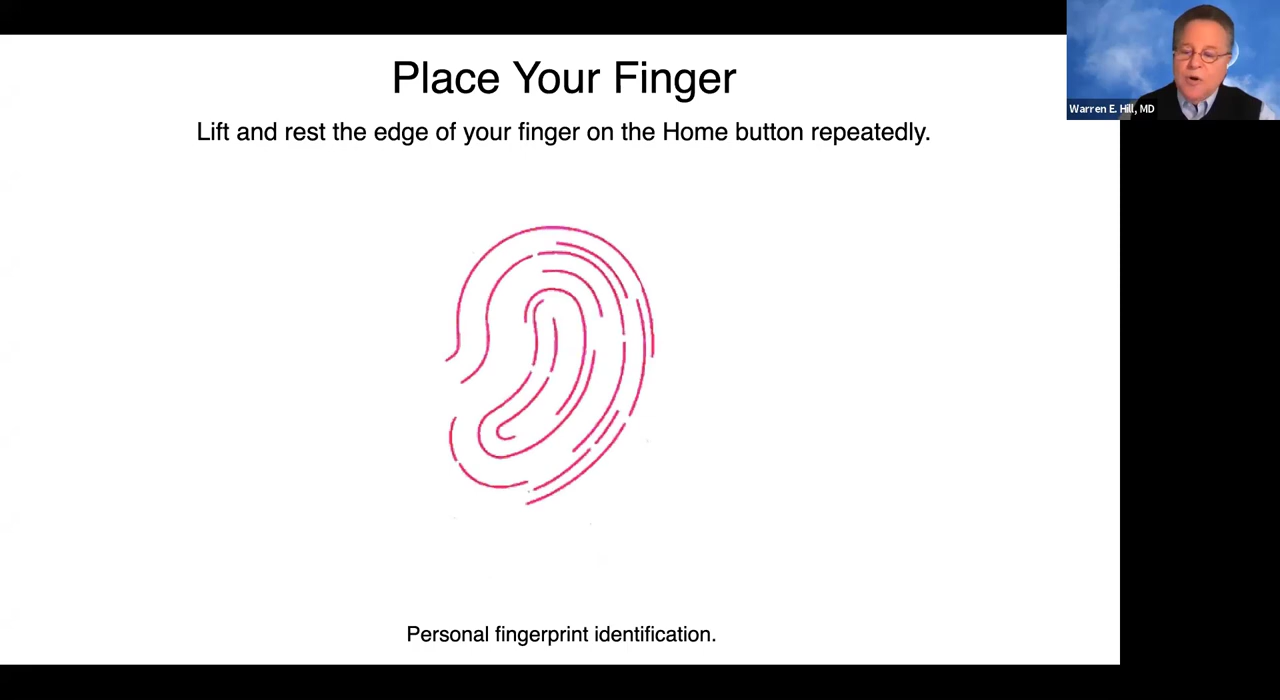 Place Your Finger
Lift and rest the edge of your finger on the Home button repeatedly.
Warren E. Hill, MD
Personal fingerprint identification.